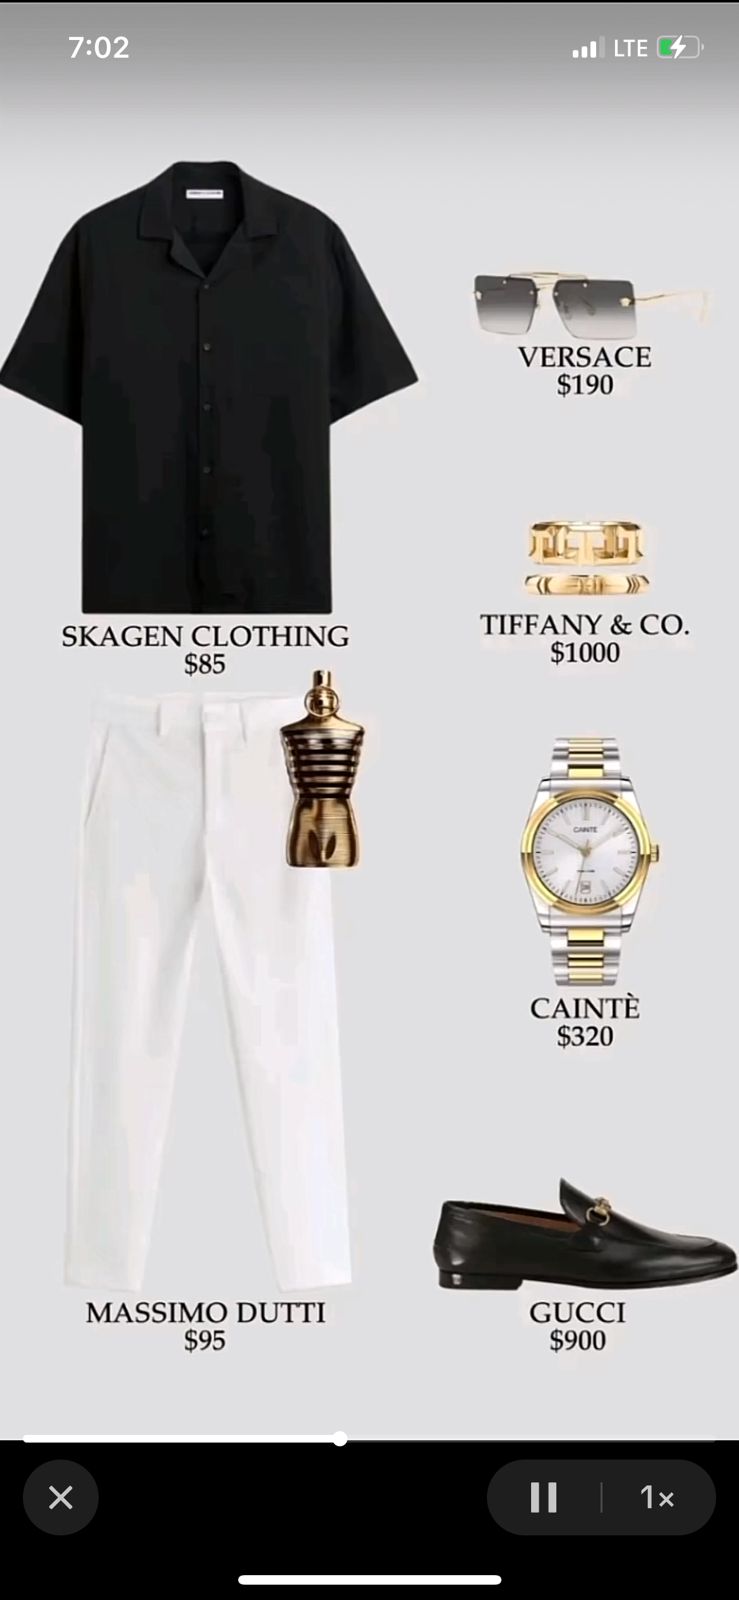 7:02
LTE
VERSACE
$190
TIFFANY & CO.
$1000
SKAGEN CLOTHING
$85
CAINTE
CAINTÈ
$320
MASSIMO DUTTI
$95
GUCCI
$900
1×